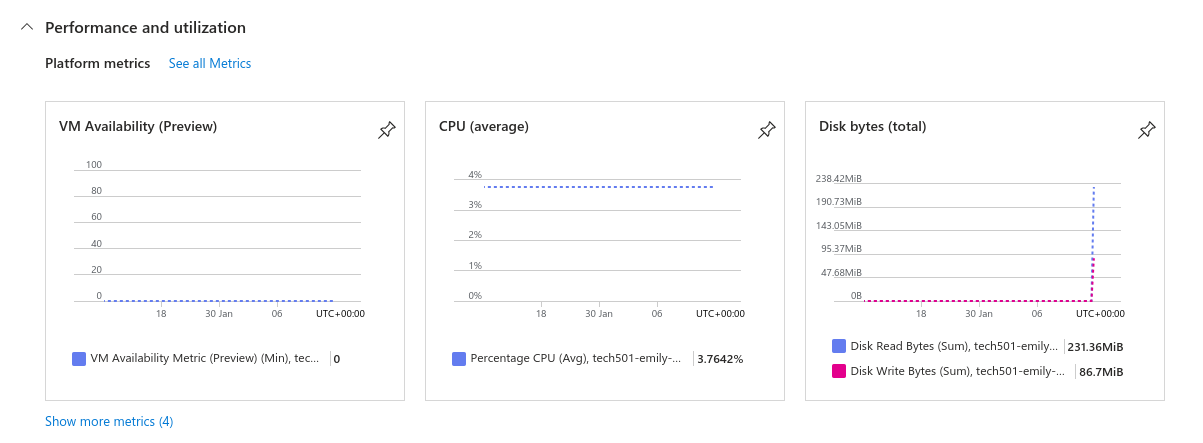 Performance and utilization
Platform metrics See all Metrics
VM Availability (Preview)
100
80
60
40
20
0
18 30 Jan 06 UTC+00:00
VM Availability Metric (Preview) (Min), tec... 0
CPU (average)
4%
3%
2%
1%
0%
18 30 Jan 06 UTC+00:00
Percentage CPU (Avg), tech501-emily-... 3.7642%
Disk bytes (total)
238.42MiB
190.73MiB
143.05MiB
95.37MiB
47.68MiB
0B
18 30 Jan 06 UTC+00:00
Disk Read Bytes (Sum), tech501-emily... 231.36MiB
Disk Write Bytes (Sum), tech501-emily-... 86.7MiB
Show more metrics (4)